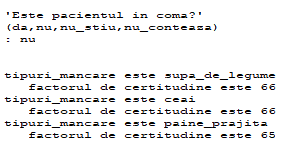 'Este pacientul in coma?'
(da,nu,nu_stiu,nu_conteaza)
: nu
tipuri_mancare este supa_de_legume
factorul de certitudine este 66
tipuri_mancare este ceai
factorul de certitudine este 66
tipuri_mancare este paine_prajita
factorul de certitudine este 65